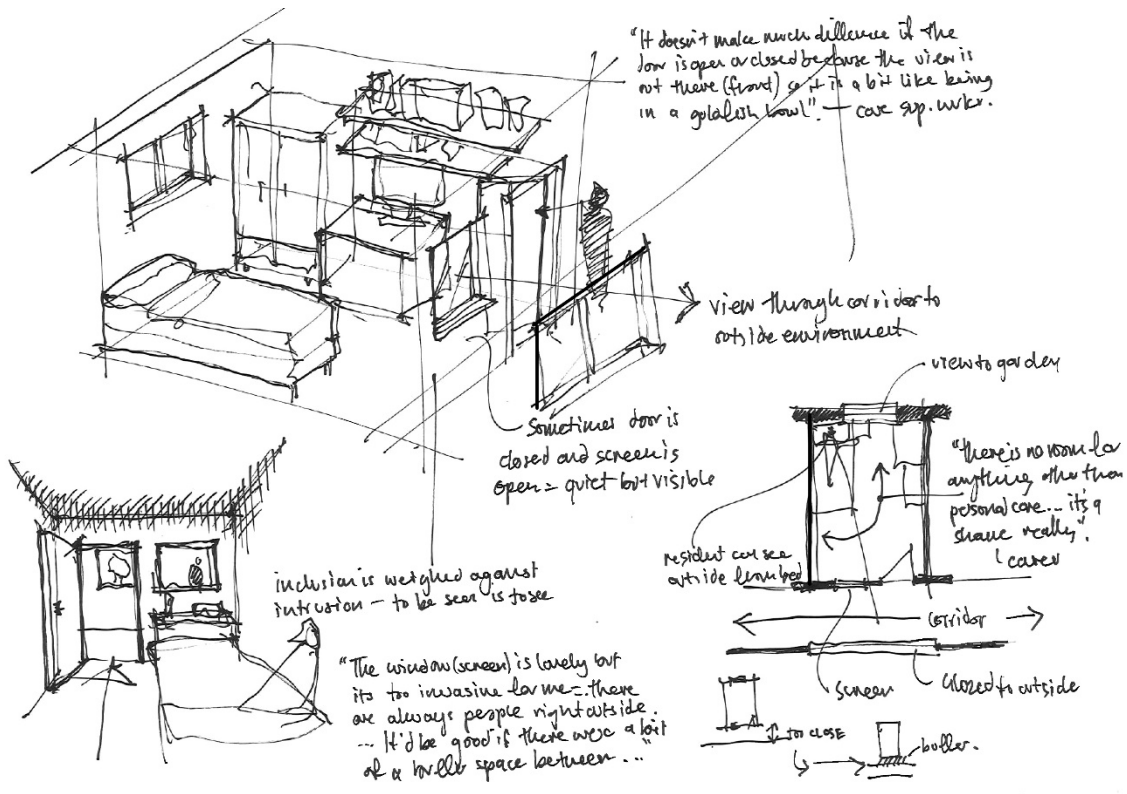 "It doesn't make much difference if the
door is open or closed because the view is
not there (front) so it is a bit like being
in a goldfish bowl". — care sup. wrkr.
view through corridor to
outside environment
Sometimes door is
closed and screen is
open = quiet but visible
view to garden
"there is no room for
anything other than
personal care... it's a
shame really".
carer
resident can see
outside from bed
corridor
screen
closed to outside
too close
buffer.
inclusion is weighed against
intrusion — to be seen is to see
"The window (screen) is lovely but
its too invasive for me = there
are always people right outside.
... It'd be good if there were a bit
of a buffer space between ..."